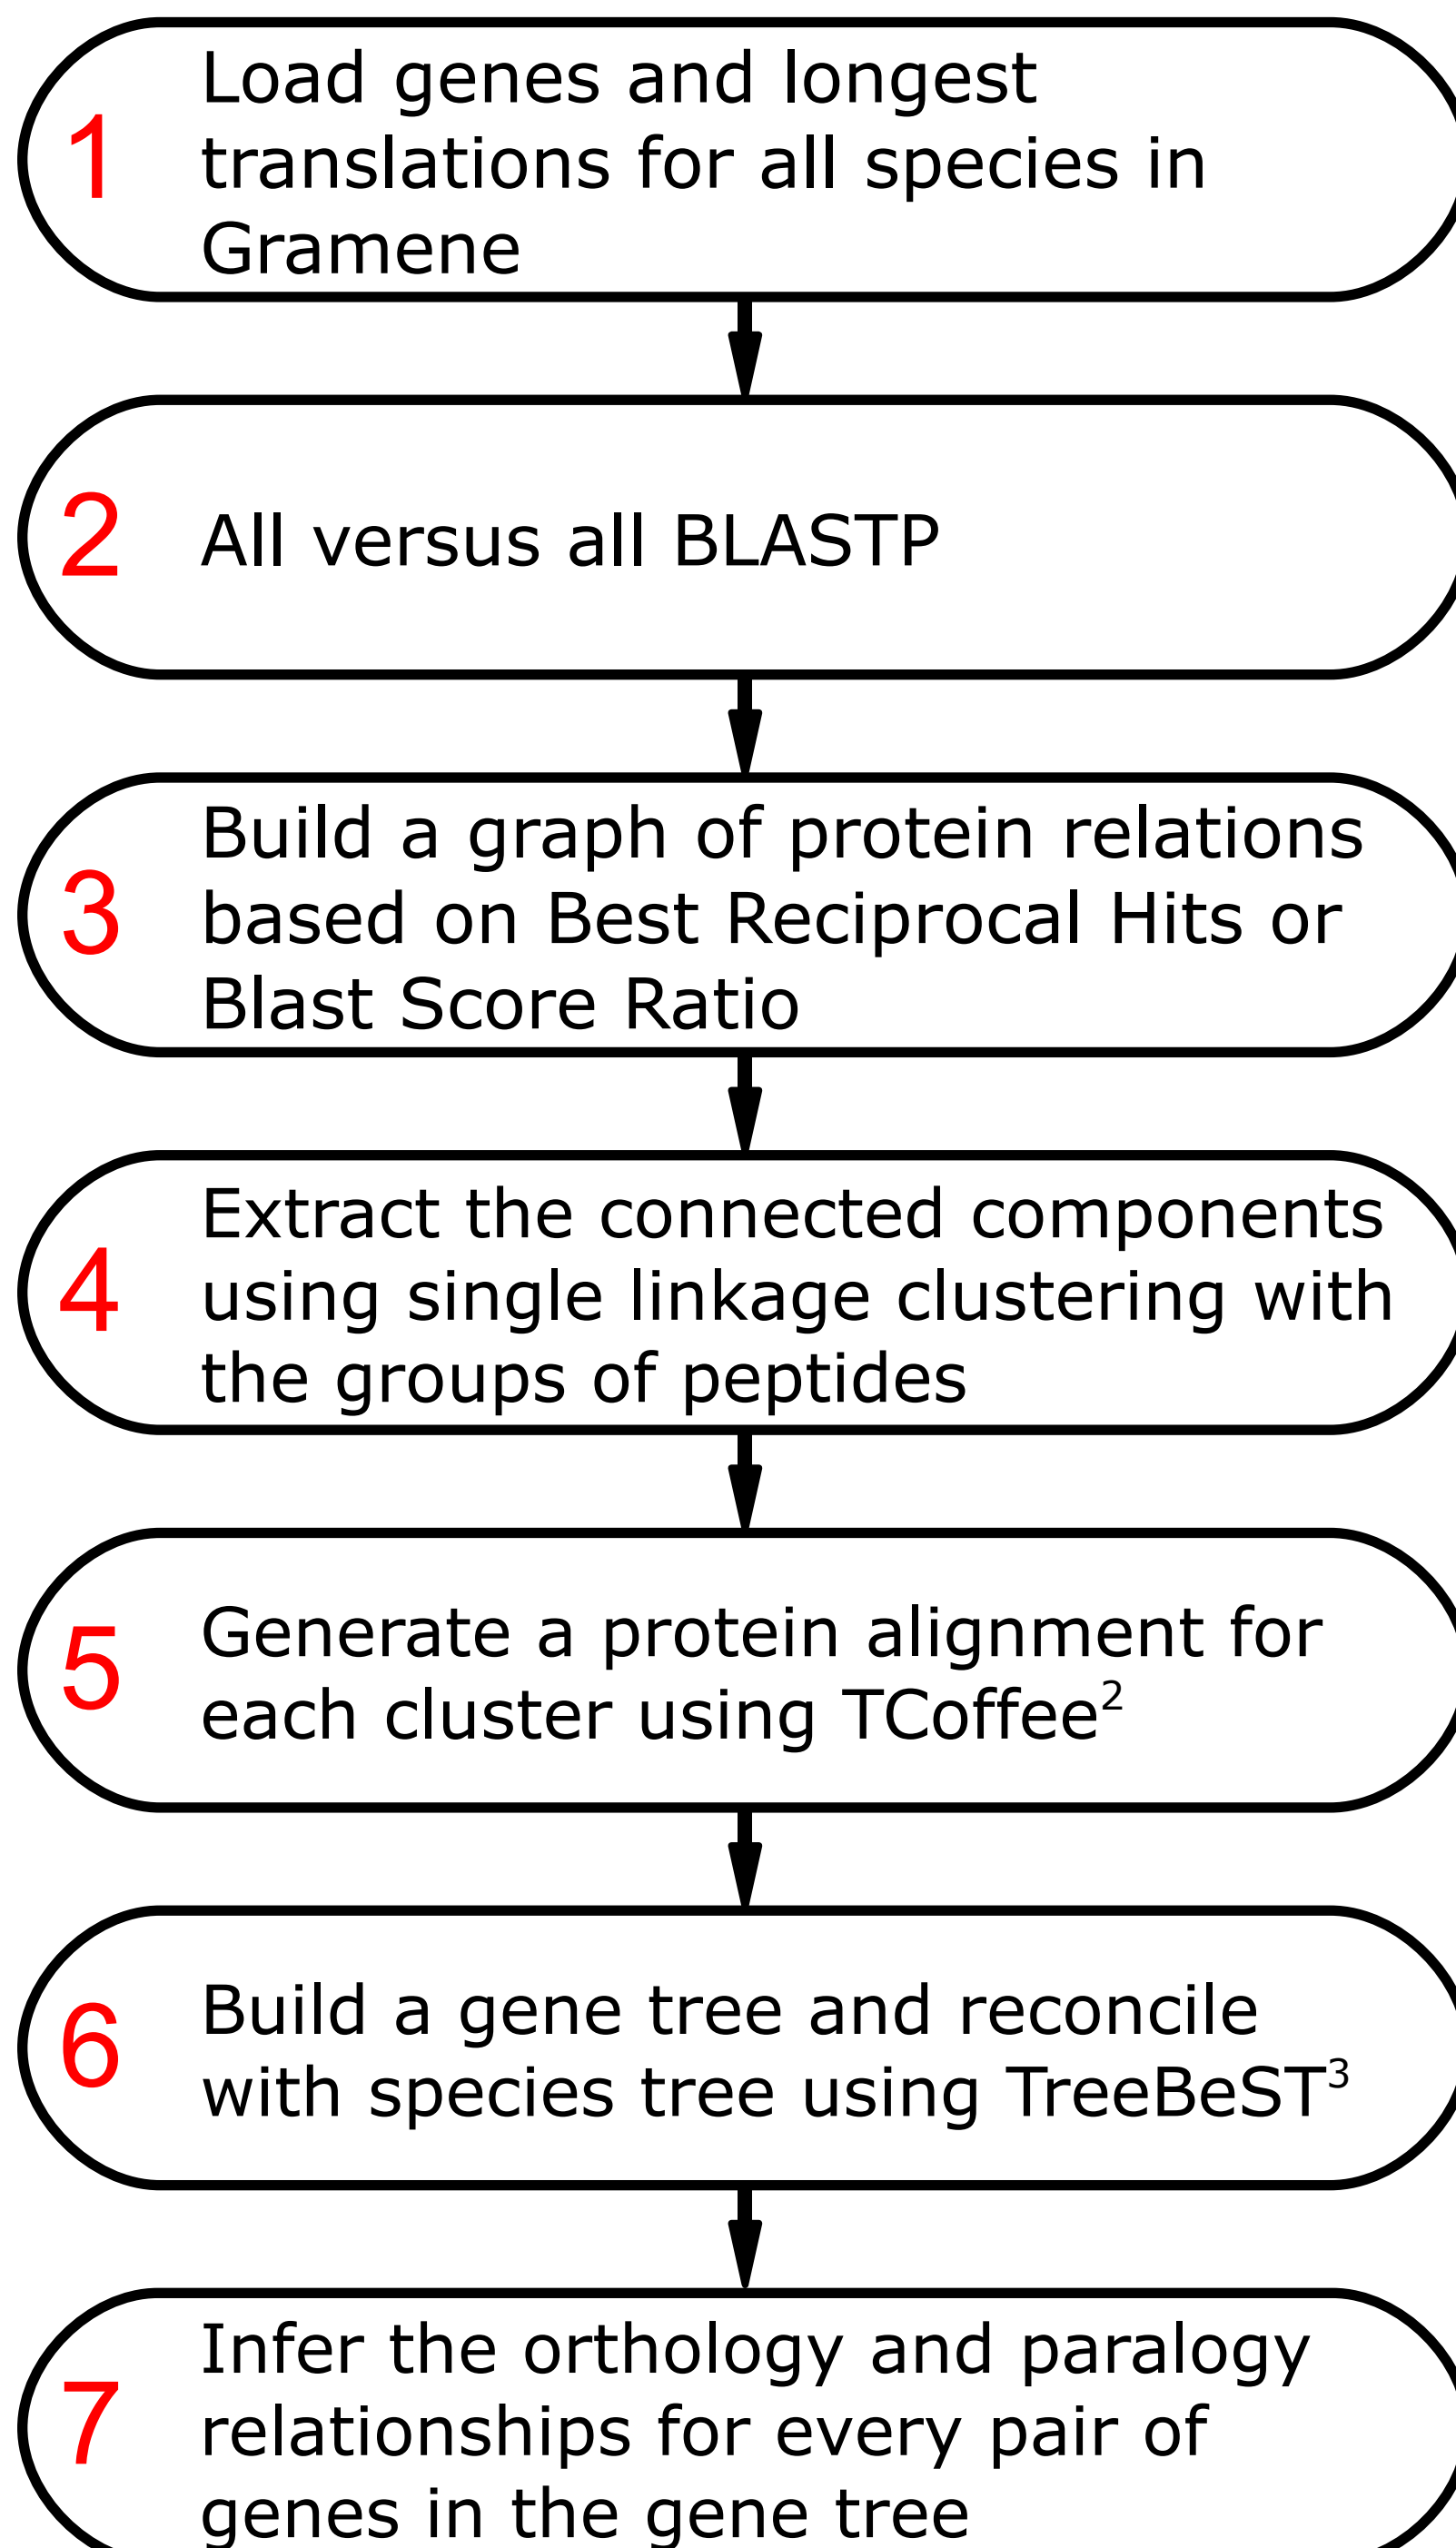 1
Load genes and longest
translations for all species in
Gramene
2
All versus all BLASTP
3
Build a graph of protein relations
based on Best Reciprocal Hits or
Blast Score Ratio
4
Extract the connected components
using single linkage clustering with
the groups of peptides
5
Generate a protein alignment for
each cluster using TCoffee²
6
Build a gene tree and reconcile
with species tree using TreeBeST³
7
Infer the orthology and paralogy
relationships for every pair of
genes in the gene tree